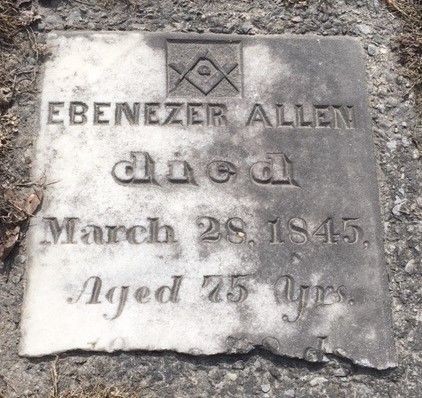 G
EBENEZER ALLEN
died
March 28, 1845,
Aged 75 Yrs.